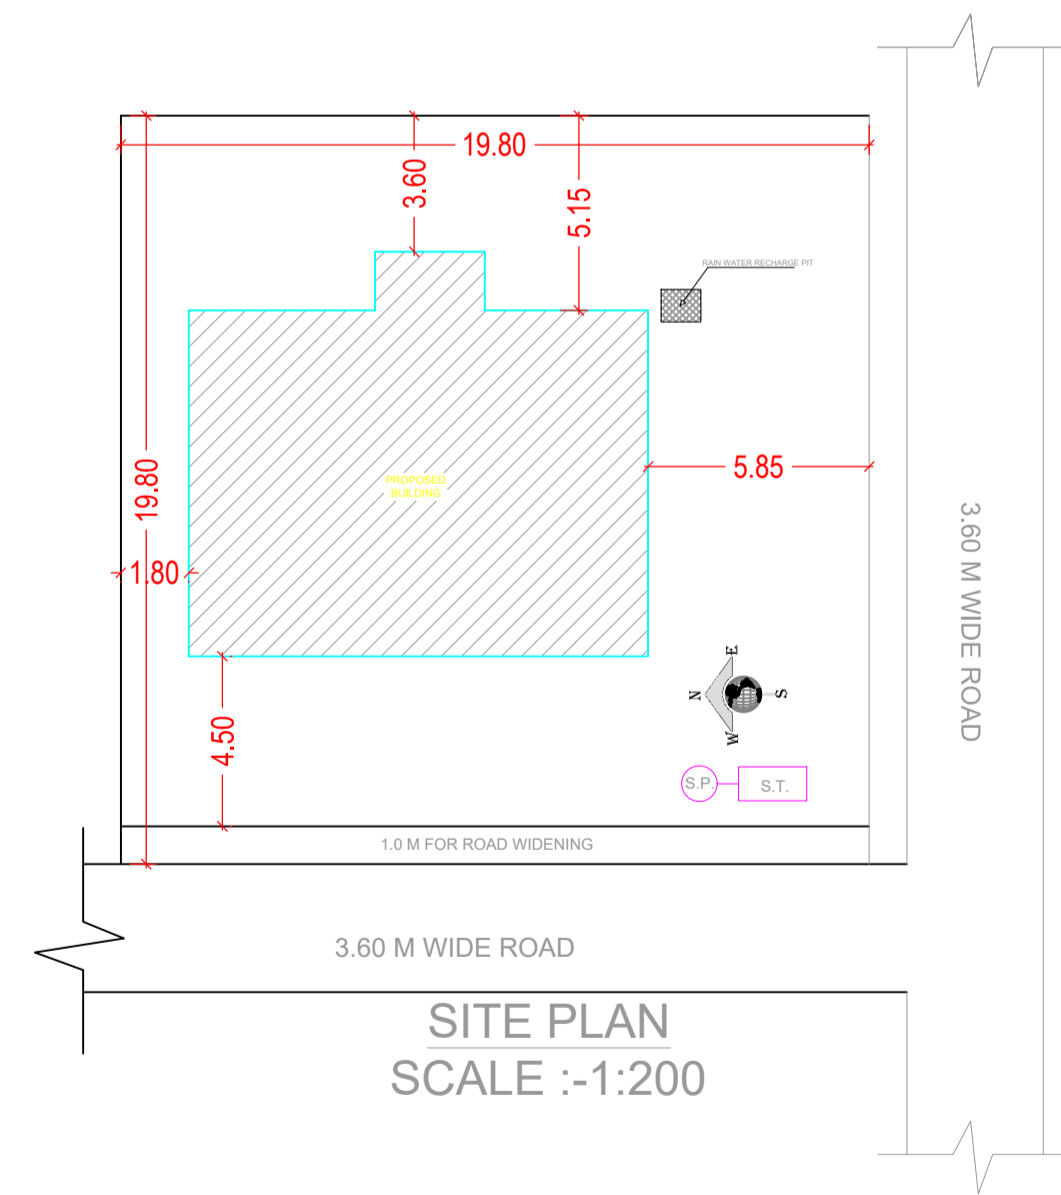 19.80
3.60
5.15
RAIN WATER RECHARGE PIT
5.85
PROPOSED
BUILDING
19.80
1.80
3.60 M WIDE ROAD
E
N
S
W
4.50
S.P.
S.T.
1.0 M FOR ROAD WIDENING
3.60 M WIDE ROAD
SITE PLAN
SCALE :-1:200